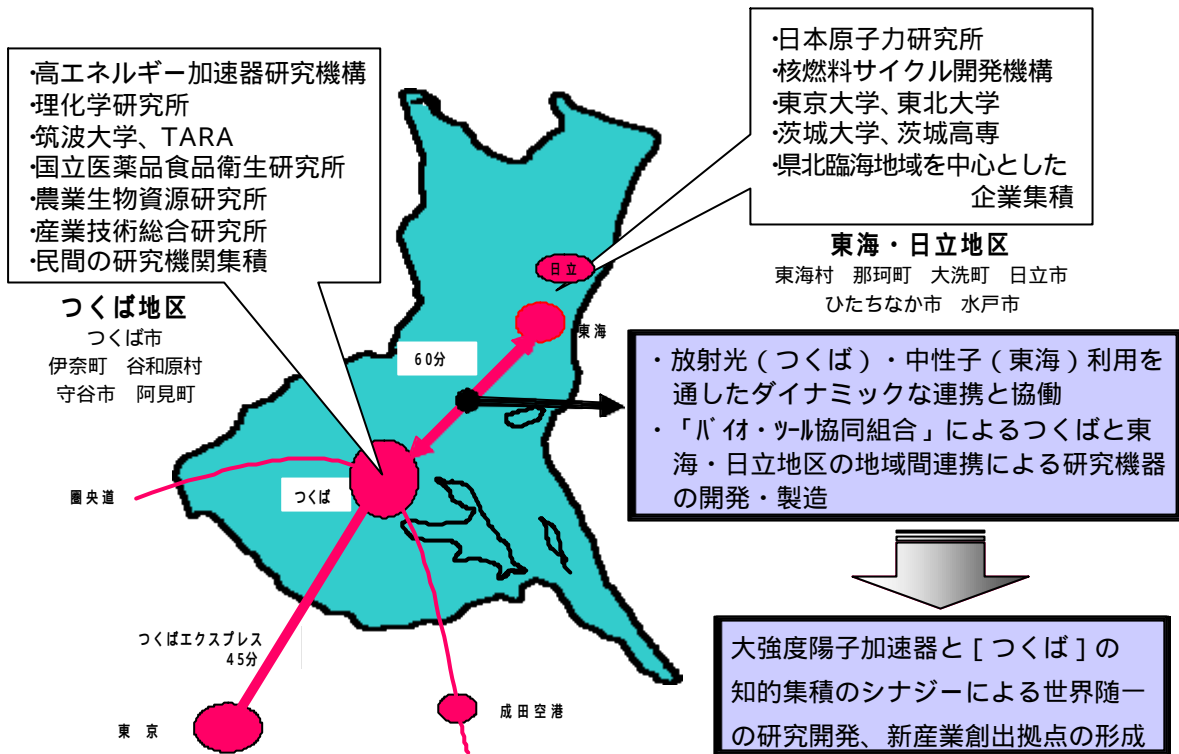 ・高エネルギー加速器研究機構
・理化学研究所
・筑波大学、TARA
・国立医薬品食品衛生研究所
・農業生物資源研究所
・産業技術総合研究所
・民間の研究機関集積
つくば地区
つくば市
伊奈町　谷和原村
守谷市　阿見町
・日本原子力研究所
・核燃料サイクル開発機構
・東京大学、東北大学
・茨城大学、茨城高専
・県北臨海地域を中心とした
企業集積
東海・日立地区
東海村　那珂町　大洗町　日立市
ひたちなか市　水戸市
日立
東海
60分
つくば
圏央道
つくばエクスプレス
45分
東京
成田空港
・放射光（つくば）・中性子（東海）利用を
通したダイナミックな連携と協働
・「バイオ・ツール協同組合」によるつくばと東
海・日立地区の地域間連携による研究機器
の開発・製造
大強度陽子加速器と［つくば］の
知的集積のシナジーによる世界随一
の研究開発、新産業創出拠点の形成